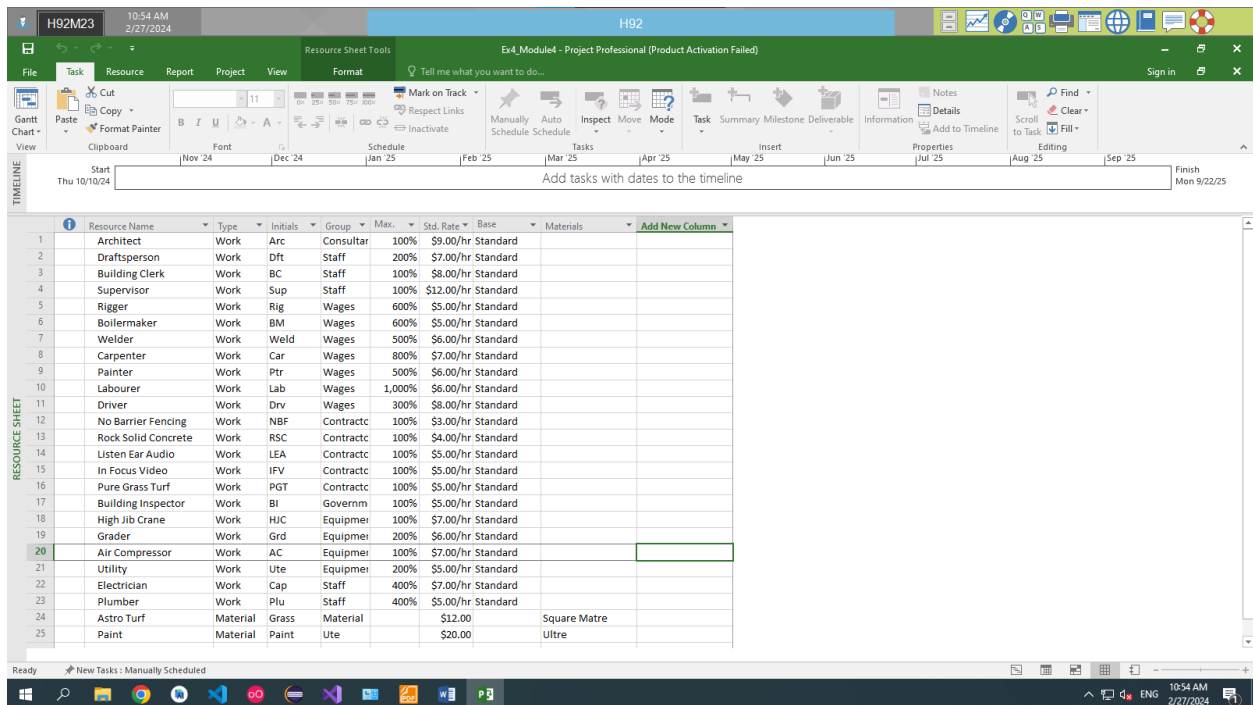 H92M23 10:54 AM 2/27/2024 H92
Resource Sheet Tools Ex4_Module4 - Project Professional (Product Activation Failed)
File Task Resource Report Project View Format Tell me what you want to do... Sign in
Gantt Chart Paste Cut Copy Format Painter 11 B I U A 0% 25% 50% 75% 100% Mark on Track Respect Links Inactivate Manually Schedule Auto Schedule Inspect Move Mode Task Summary Milestone Deliverable Information Notes Details Add to Timeline Scroll to Task Find Clear Fill
View Clipboard Font Schedule Tasks Insert Properties Editing
TIMELINE
Nov '24 Dec '24 Jan '25 Feb '25 Mar '25 Apr '25 May '25 Jun '25 Jul '25 Aug '25 Sep '25
Start Thu 10/10/24 Add tasks with dates to the timeline Finish Mon 9/22/25
RESOURCE SHEET
Resource Name Type Initials Group Max. Std. Rate Base Materials Add New Column
1 Architect Work Arc Consultar 100% $9.00/hr Standard
2 Draftsperson Work Dft Staff 200% $7.00/hr Standard
3 Building Clerk Work BC Staff 100% $8.00/hr Standard
4 Supervisor Work Sup Staff 100% $12.00/hr Standard
5 Rigger Work Rig Wages 600% $5.00/hr Standard
6 Boilermaker Work BM Wages 600% $5.00/hr Standard
7 Welder Work Weld Wages 500% $6.00/hr Standard
8 Carpenter Work Car Wages 800% $7.00/hr Standard
9 Painter Work Ptr Wages 500% $6.00/hr Standard
10 Labourer Work Lab Wages 1,000% $6.00/hr Standard
11 Driver Work Drv Wages 300% $8.00/hr Standard
12 No Barrier Fencing Work NBF Contractc 100% $3.00/hr Standard
13 Rock Solid Concrete Work RSC Contractc 100% $4.00/hr Standard
14 Listen Ear Audio Work LEA Contractc 100% $5.00/hr Standard
15 In Focus Video Work IFV Contractc 100% $5.00/hr Standard
16 Pure Grass Turf Work PGT Contractc 100% $5.00/hr Standard
17 Building Inspector Work BI Governm 100% $5.00/hr Standard
18 High Jib Crane Work HJC Equipmer 100% $7.00/hr Standard
19 Grader Work Grd Equipmer 200% $6.00/hr Standard
20 Air Compressor Work AC Equipmer 100% $7.00/hr Standard
21 Utility Work Ute Equipmer 200% $5.00/hr Standard
22 Electrician Work Cap Staff 400% $7.00/hr Standard
23 Plumber Work Plu Staff 400% $5.00/hr Standard
24 Astro Turf Material Grass Material $12.00 Square Matre
25 Paint Material Paint Ute $20.00 Ultre
Ready New Tasks : Manually Scheduled
ENG 10:54 AM 2/27/2024